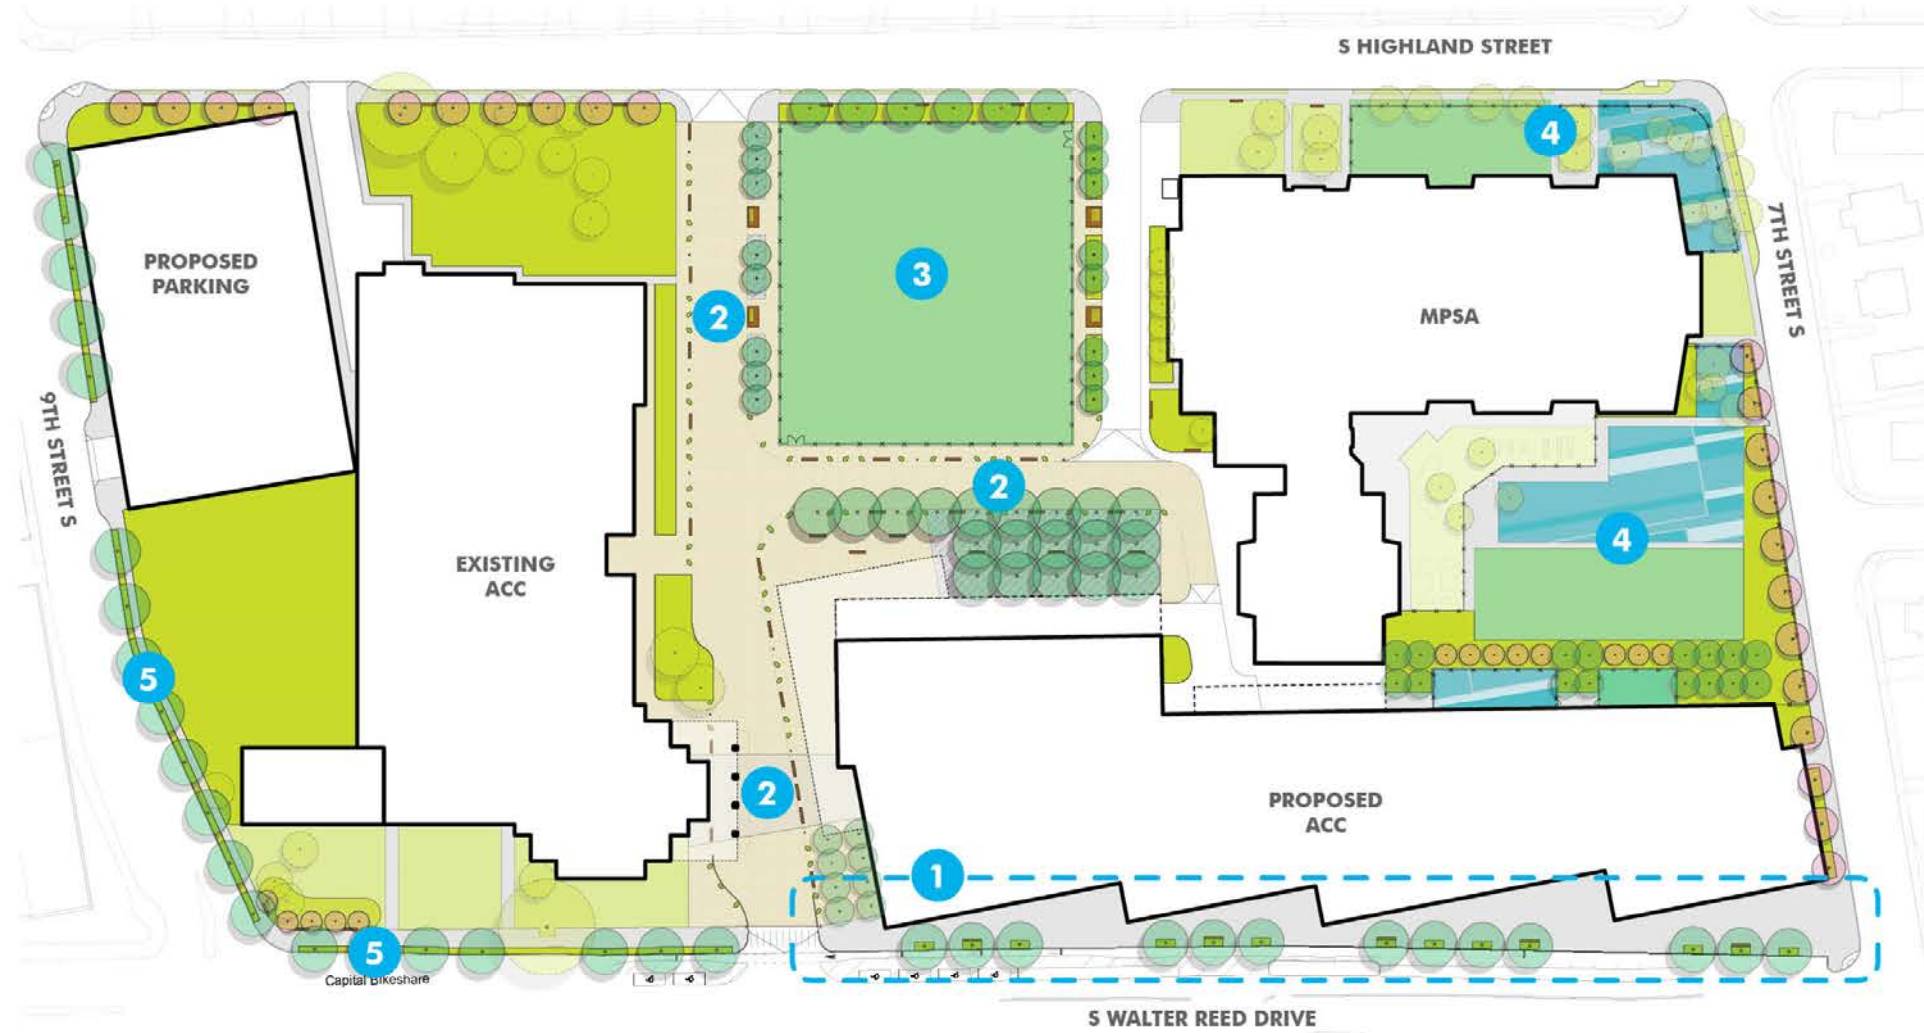 S HIGHLAND STREET
4
7TH STREET S
PROPOSED
PARKING
3
2
MPSA
9TH STREET S
2
4
EXISTING
ACC
5
2
PROPOSED
ACC
1
5
Capital Bikeshare
S WALTER REED DRIVE